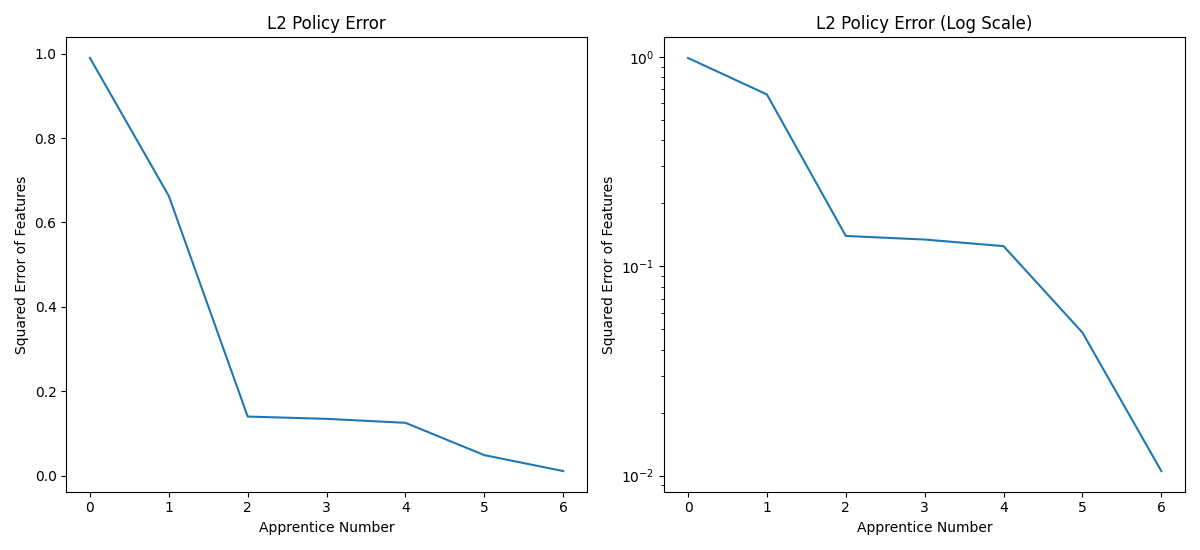 L2 Policy Error
1.0
0.8
0.6
0.4
0.2
0.0
Squared Error of Features
0 1 2 3 4 5 6
Apprentice Number
L2 Policy Error (Log Scale)
10⁰
10⁻¹
10⁻²
Squared Error of Features
0 1 2 3 4 5 6
Apprentice Number